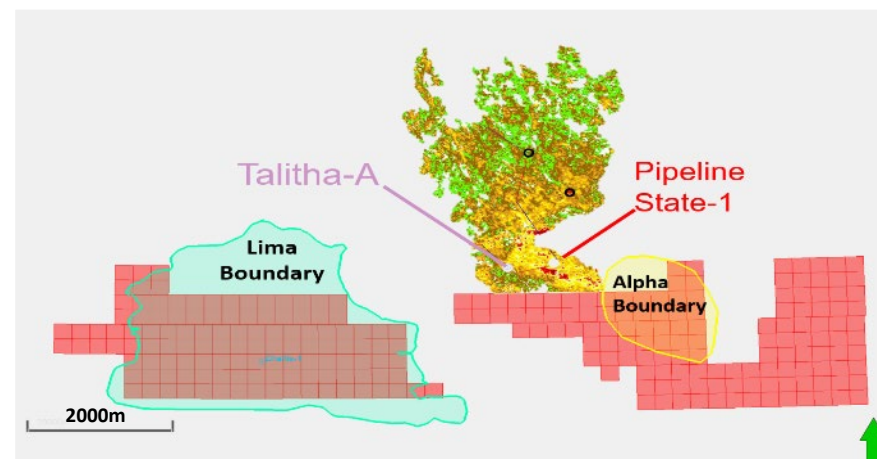 Talitha-A
Pipeline
State-1
Lima
Boundary
Alpha
Boundary
2000m